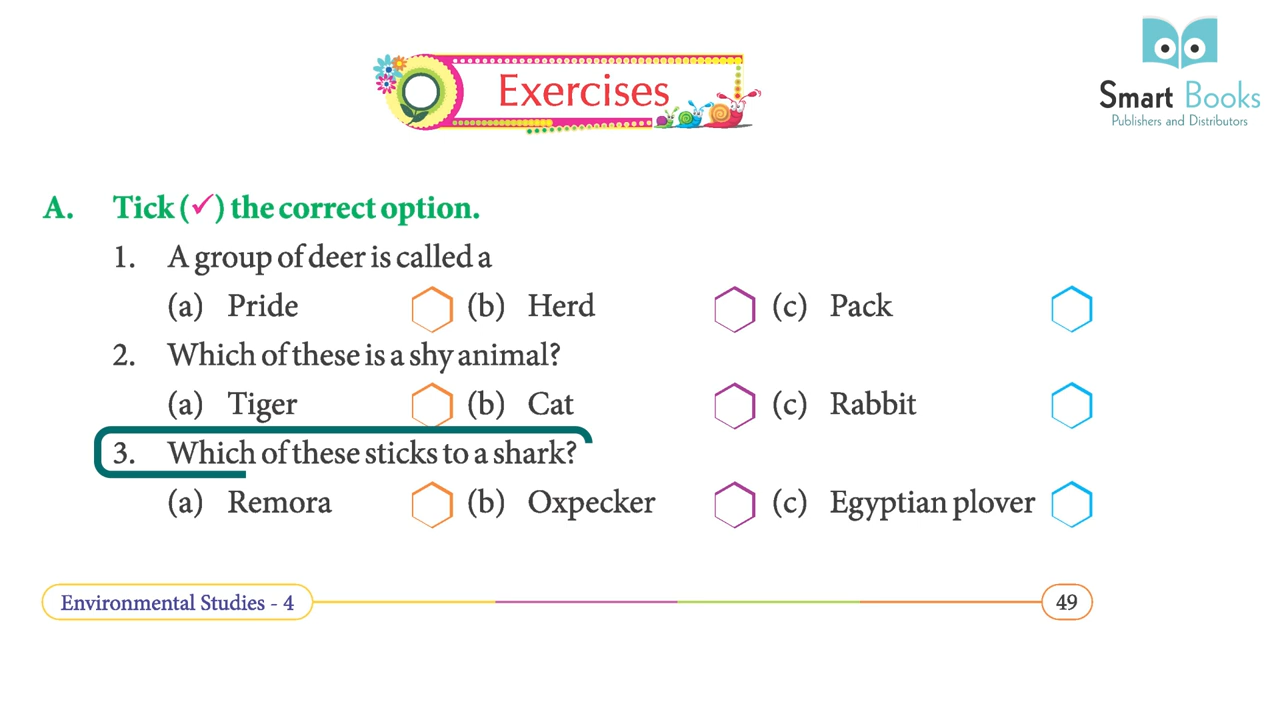 Smart Books
Publishers and Distributors
Exercises
A. Tick (✓) the correct option.
1. A group of deer is called a
(a) Pride (b) Herd (c) Pack
2. Which of these is a shy animal?
(a) Tiger (b) Cat (c) Rabbit
3. Which of these sticks to a shark?
(a) Remora (b) Oxpecker (c) Egyptian plover
Environmental Studies - 4 49